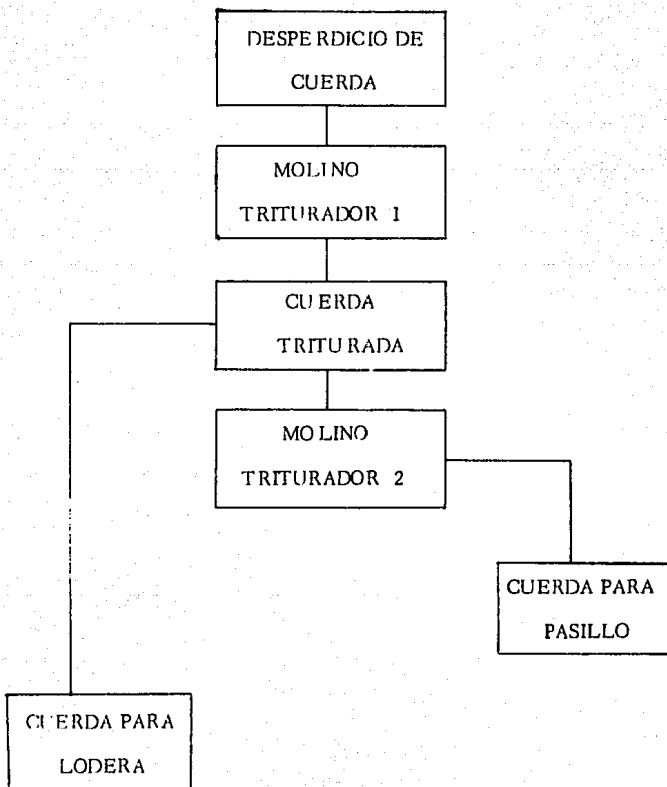 DESPERDICIO DE
CUERDA
MOLINO
TRITURADOR 1
CUERDA
TRITURADA
MOLINO
TRITURADOR 2
CUERDA PARA
PASILLO
CUERDA PARA
LODERA